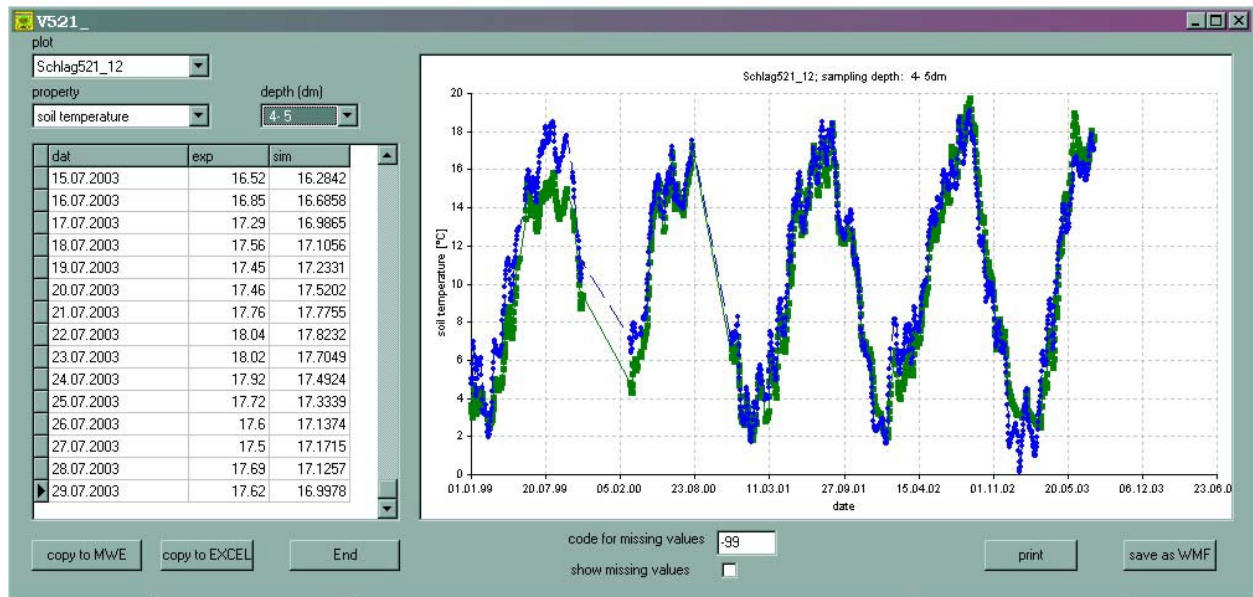 V521_
plot
Schlag521_12
property
depth (dm)
soil temperature
4- 5
dat exp sim
15.07.2003 16.52 16.2842
16.07.2003 16.85 16.6858
17.07.2003 17.29 16.9865
18.07.2003 17.56 17.1056
19.07.2003 17.45 17.2331
20.07.2003 17.46 17.5202
21.07.2003 17.76 17.7755
22.07.2003 18.04 17.8232
23.07.2003 18.02 17.7049
24.07.2003 17.92 17.4924
25.07.2003 17.72 17.3339
26.07.2003 17.6 17.1374
27.07.2003 17.5 17.1715
28.07.2003 17.69 17.1257
29.07.2003 17.62 16.9978
Schlag521_12; sampling depth: 4- 5dm
soil temperature [°C]
20
18
16
14
12
10
8
6
4
2
0
01.01.99 20.07.99 05.02.00 23.08.00 11.03.01 27.09.01 15.04.02 01.11.02 20.05.03 06.12.03 23.06.0
date
copy to MWE
copy to EXCEL
End
code for missing values
-99
show missing values
print
save as WMF